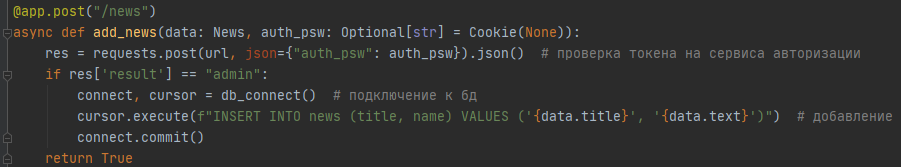 @app.post("/news")
async def add_news(data: News, auth_psw: Optional[str] = Cookie(None)):
    res = requests.post(url, json={"auth_psw": auth_psw}).json()  # проверка токена на сервиса авторизации
    if res['result'] == "admin":
        connect, cursor = db_connect()  # подключение к бд
        cursor.execute(f"INSERT INTO news (title, name) VALUES ('{data.title}', '{data.text}')")  # добавление
        connect.commit()
    return True